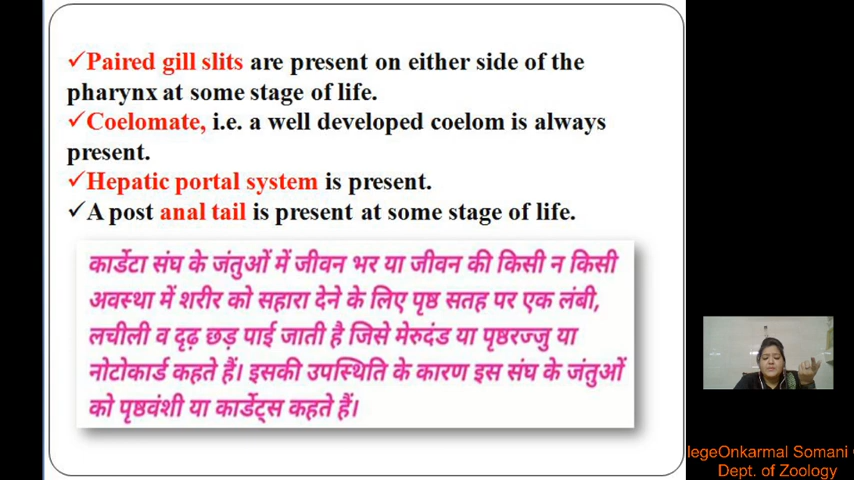 ✓Paired gill slits are present on either side of the
pharynx at some stage of life.
✓Coelomate, i.e. a well developed coelom is always
present.
✓Hepatic portal system is present.
✓A post anal tail is present at some stage of life.
कार्डेटा संघ के जंतुओं में जीवन भर या जीवन की किसी न किसी
अवस्था में शरीर को सहारा देने के लिए पृष्ठ सतह पर एक लंबी,
लचीली व दृढ़ छड़ पाई जाती है जिसे मेरुदंड या पृष्ठरज्जु या
नोटोकार्ड कहते हैं। इसकी उपस्थिति के कारण इस संघ के जंतुओं
को पृष्ठवंशी या कार्डेट्स कहते हैं।
legeOnkarmal Somani
Dept. of Zoology